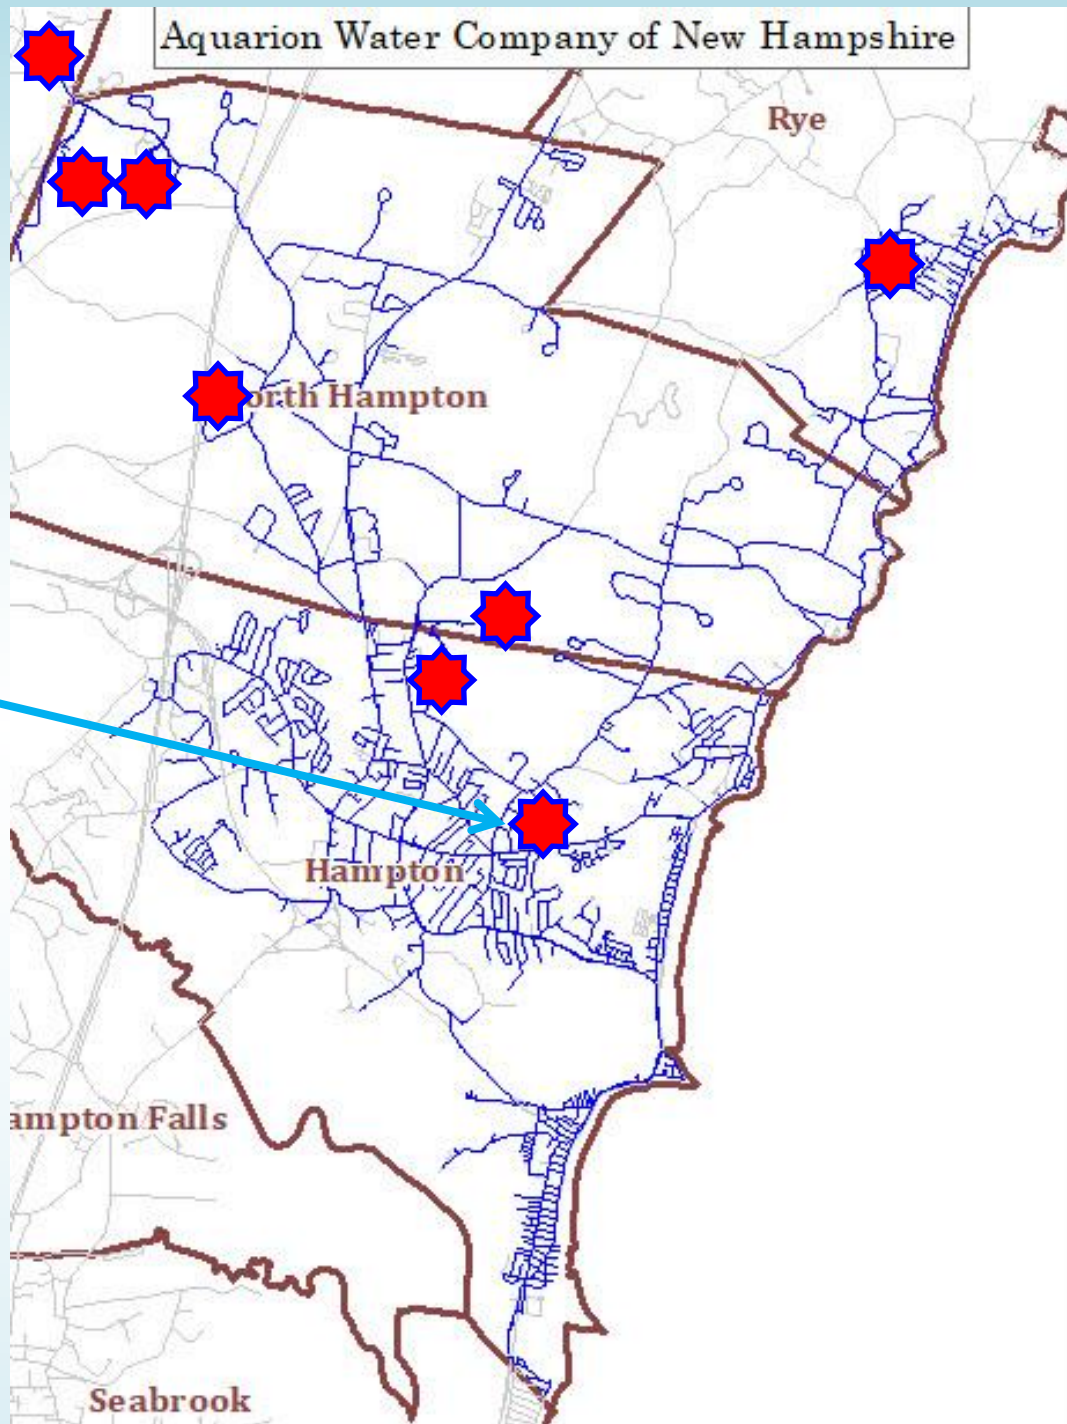 Aquarion Water Company of New Hampshire
Rye
orth Hampton
Hampton
ampton Falls
Seabrook